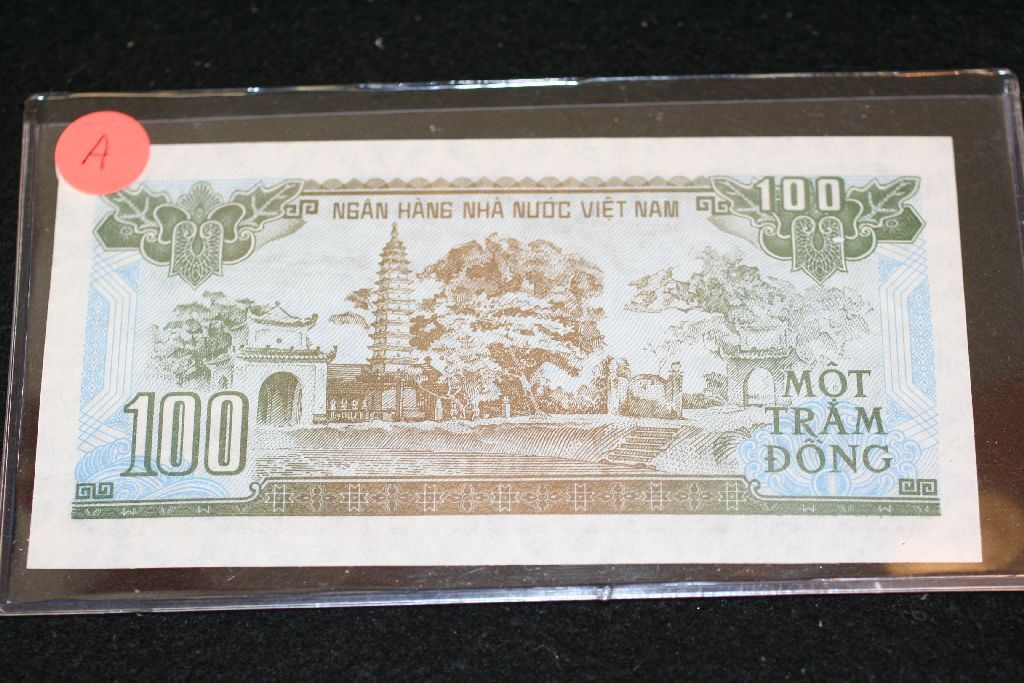 A
100
NGÂN HÀNG NHÀ NƯỚC VIỆT NAM
100
MỘT
TRĂM
ĐỒNG